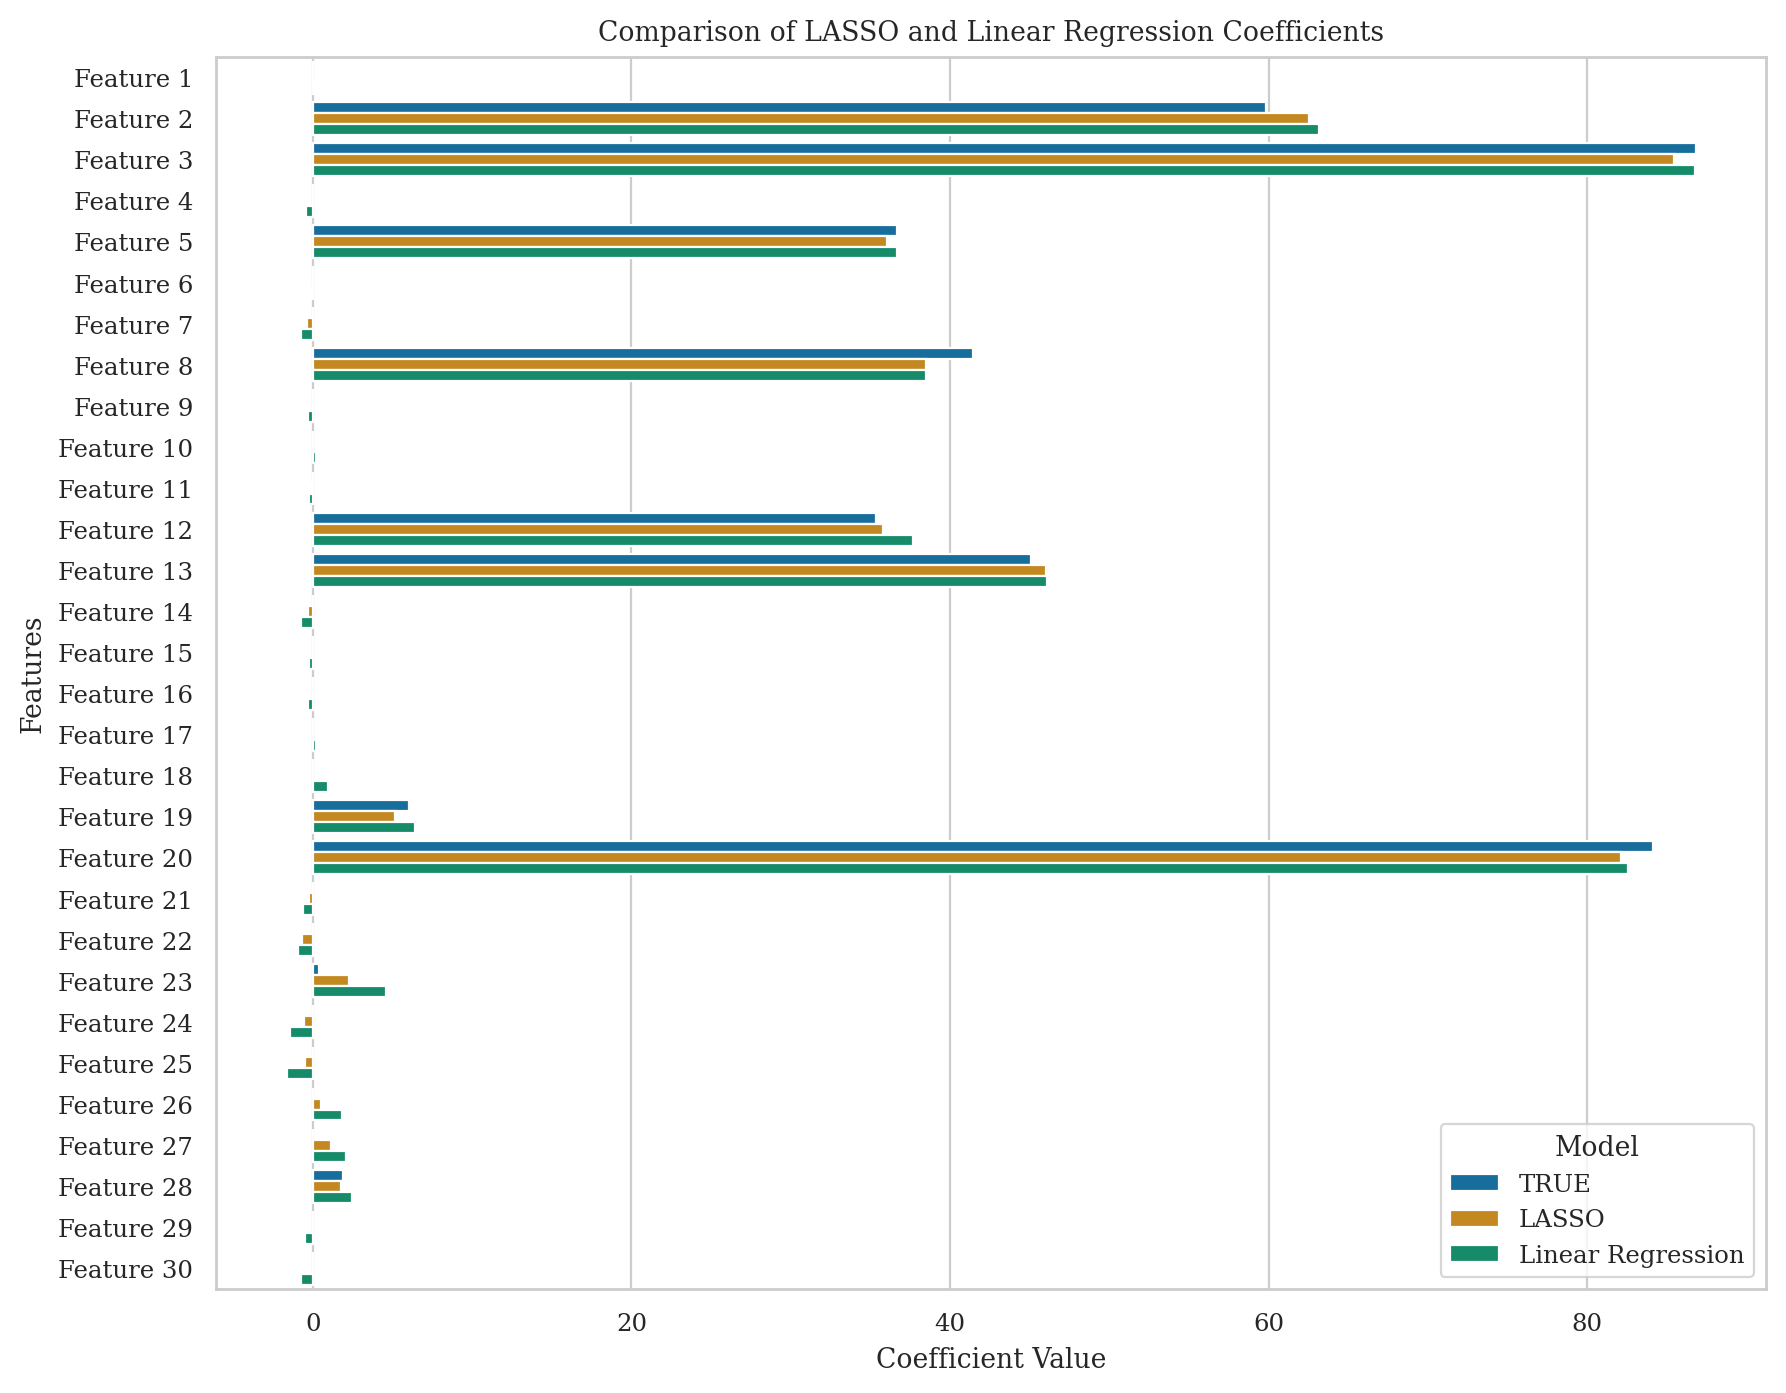 Comparison of LASSO and Linear Regression Coefficients
Feature 1
Feature 2
Feature 3
Feature 4
Feature 5
Feature 6
Feature 7
Feature 8
Feature 9
Feature 10
Feature 11
Feature 12
Feature 13
Feature 14
Feature 15
Feature 16
Feature 17
Feature 18
Feature 19
Feature 20
Feature 21
Feature 22
Feature 23
Feature 24
Feature 25
Feature 26
Feature 27
Feature 28
Feature 29
Feature 30
Features
Model
TRUE
LASSO
Linear Regression
0 20 40 60 80
Coefficient Value